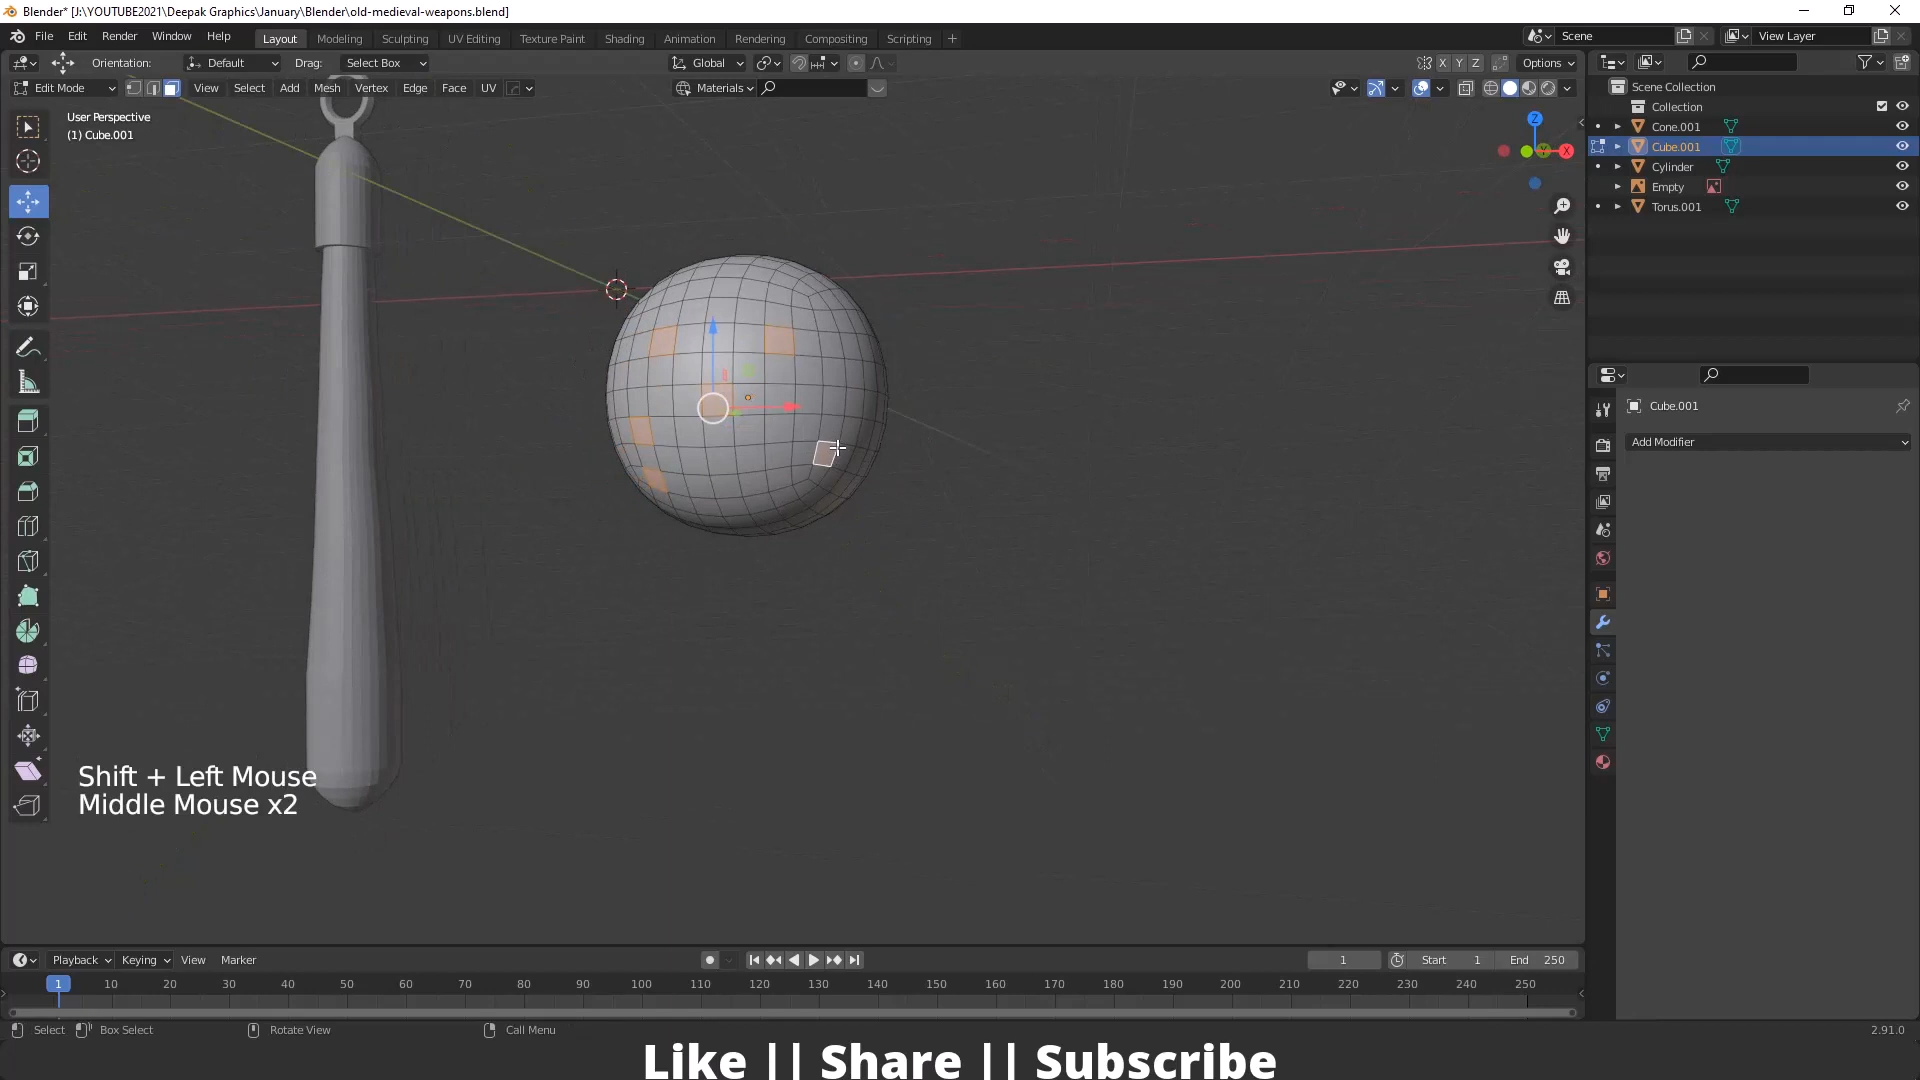 Blender* [J:\YOUTUBE2021\Deepak Graphics\January\Blender\old-medieval-weapons.blend]
File Edit Render Window Help Layout Modeling Sculpting UV Editing Texture Paint Shading Animation Rendering Compositing Scripting + Scene View Layer
Orientation: Default Drag: Select Box Global X Y Z Options
Edit Mode View Select Add Mesh Vertex Edge Face UV Materials
User Perspective
(1) Cube.001
Z
Y
X
Scene Collection
Collection
Cone.001
Cube.001
Cylinder
Empty
Torus.001
Cube.001
Add Modifier
Shift + Left Mouse
Middle Mouse x2
Playback Keying View Marker 1 Start 1 End 250
1 10 20 30 40 50 60 70 80 90 100 110 120 130 140 150 160 170 180 190 200 210 220 230 240 250
Select Box Select Rotate View Call Menu 2.91.0
Like || Share || Subscribe